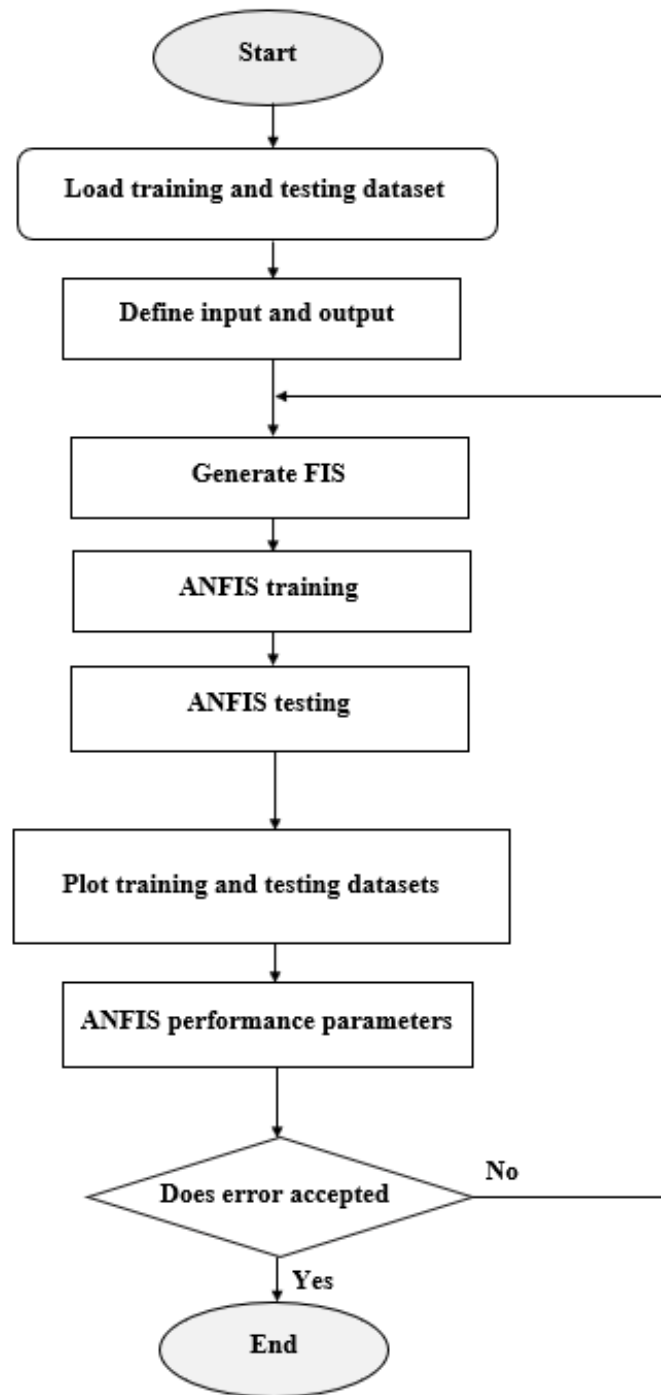 Start
Load training and testing dataset
Define input and output
Generate FIS
ANFIS training
ANFIS testing
Plot training and testing datasets
ANFIS performance parameters
Does error accepted
No
Yes
End